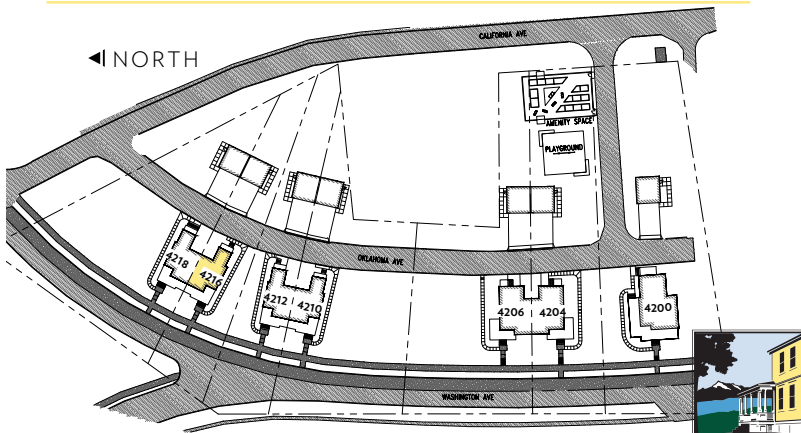 CALIFORNIA AVE
NORTH
AMENITY SPACE
PLAYGROUND
OKLAHOMA AVE
4218
4216
4212
4210
4206
4204
4200
WASHINGTON AVE